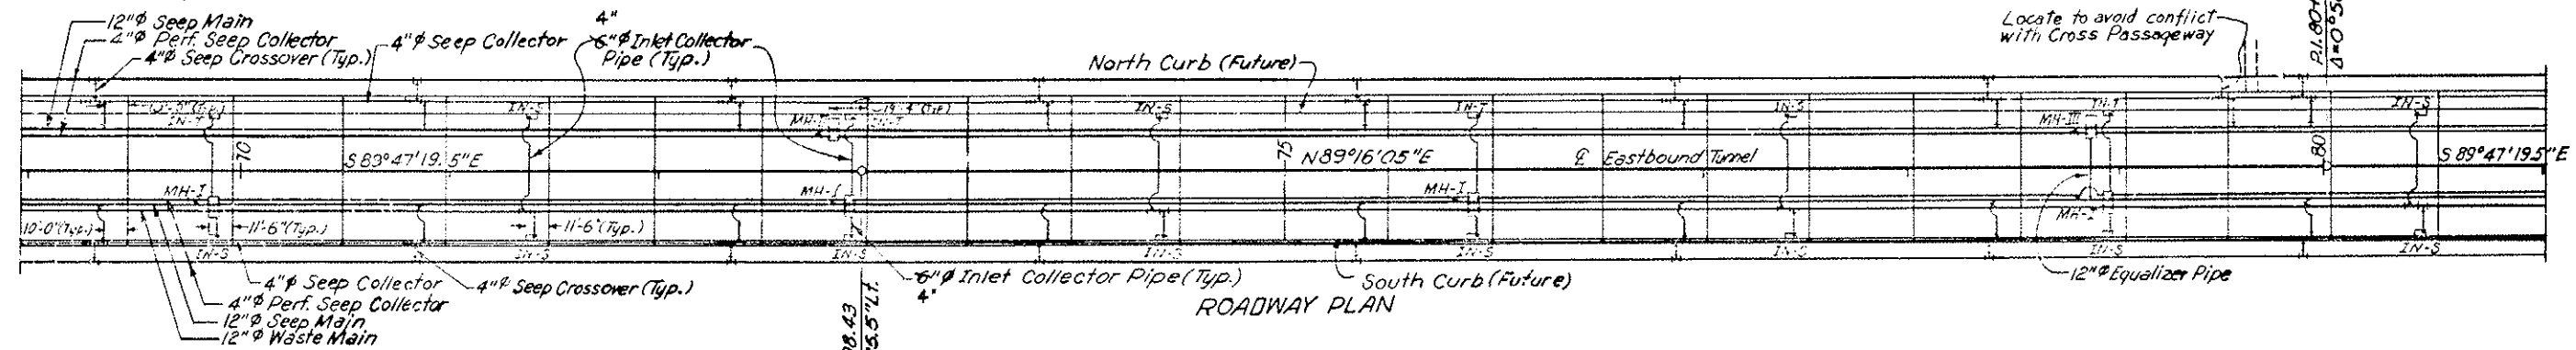 12"⌀ Seep Main
4"⌀ Perf. Seep Collector
4"⌀ Seep Crossover (Typ.)
4"⌀ Seep Collector
4"
6"⌀ Inlet Collector
Pipe (Typ.)
North Curb (Future)
Locate to avoid conflict
with Cross Passageway
P.I. 80+
IN-S
IN-T
IN-S
IN-T
IN-S
IN-S
MH-III
70
S 89°47'19.5"E
75
N89°16'05"E
℄ Eastbound Tunnel
80
S 89°47'19.5"E
MH-I
MH-I
MH-I
MH-I
10'-0"(Typ.)
11'-6"(Typ.)
11'-6"(Typ.)
IN-S
IN-S
IN-S
IN-S
IN-S
IN-S
IN-S
IN-S
4"⌀ Seep Collector
4"⌀ Seep Crossover (Typ.)
6"⌀ Inlet Collector Pipe (Typ.)
4"
South Curb (Future)
12"⌀ Equalizer Pipe
4"⌀ Perf. Seep Collector
12"⌀ Seep Main
12"⌀ Waste Main
98.43
ROADWAY PLAN